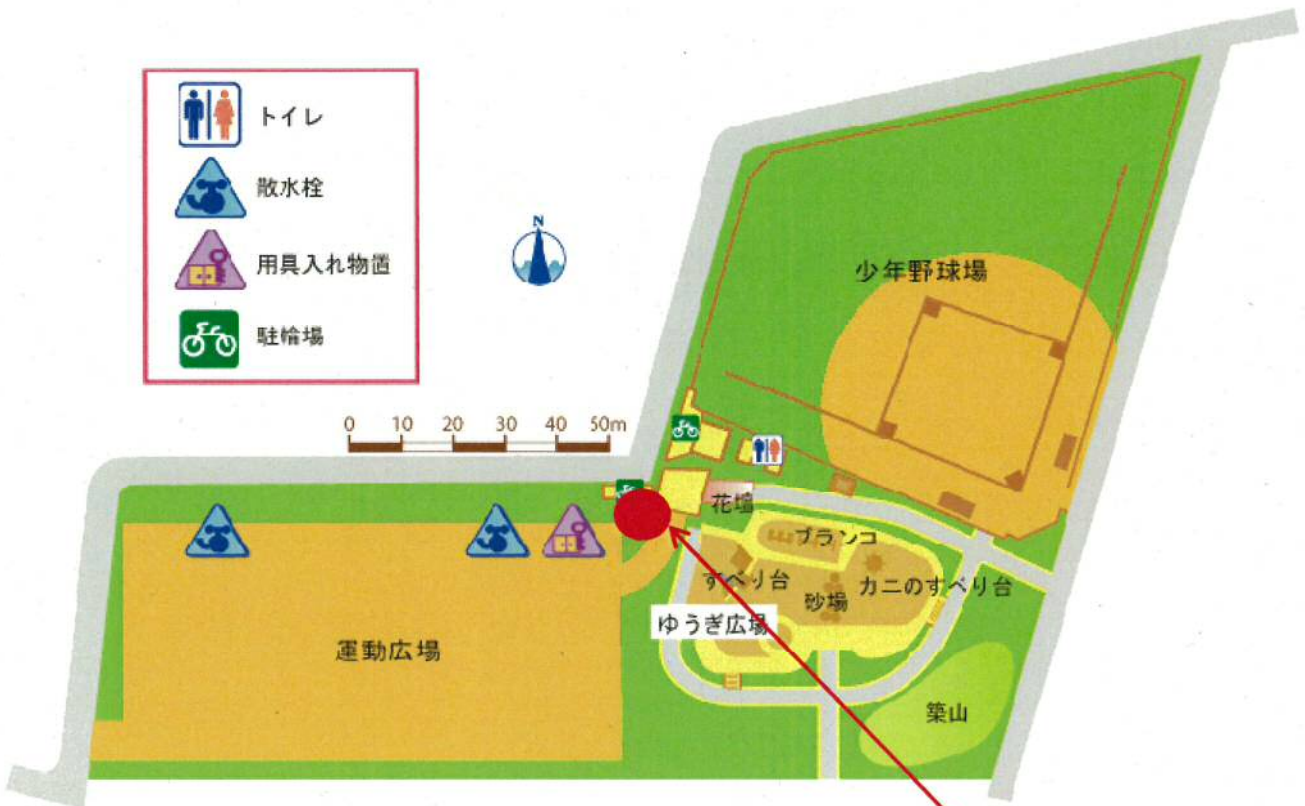 トイレ
散水栓
用具入れ物置
駐輪場
N
0 10 20 30 40 50m
少年野球場
花壇
ブランコ
すべり台
砂場
カニのすべり台
ゆうぎ広場
運動広場
築山